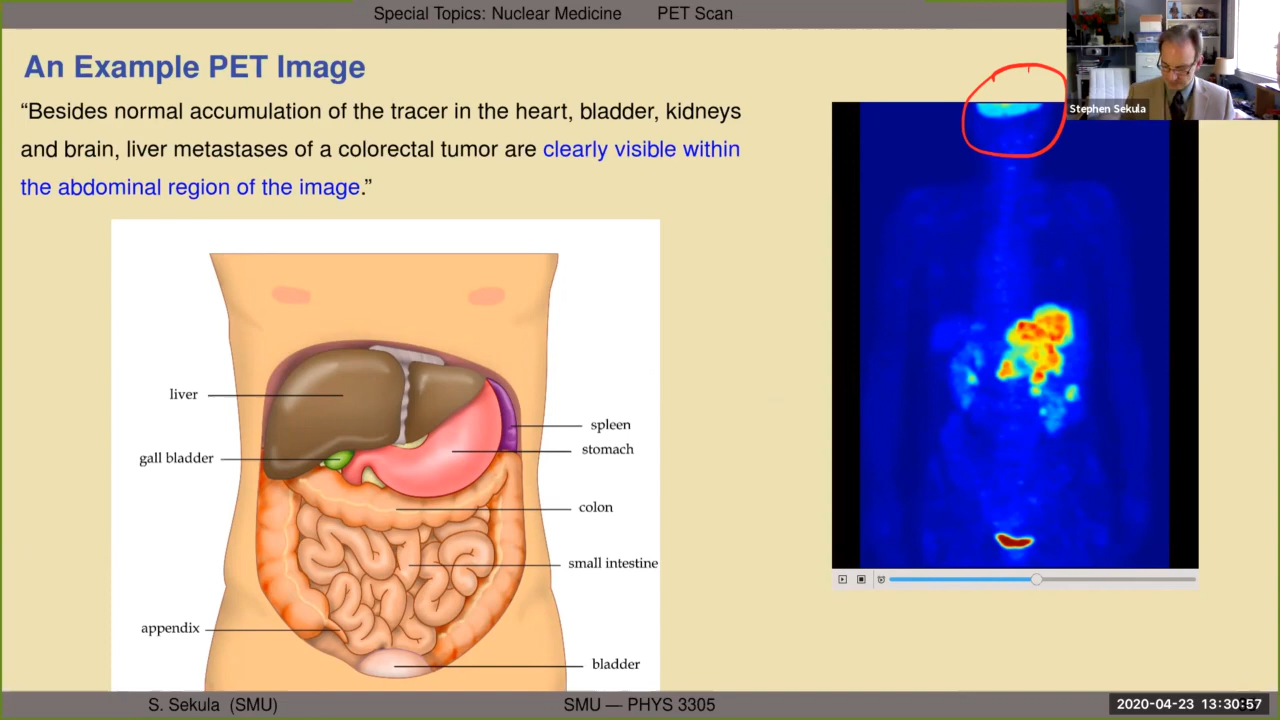 Special Topics: Nuclear Medicine PET Scan
An Example PET Image
Stephen Sekula
“Besides normal accumulation of the tracer in the heart, bladder, kidneys
and brain, liver metastases of a colorectal tumor are clearly visible within
the abdominal region of the image.”
liver
spleen
stomach
gall bladder
colon
small intestine
appendix
bladder
S. Sekula (SMU) SMU — PHYS 3305
2020-04-23 13:30:57